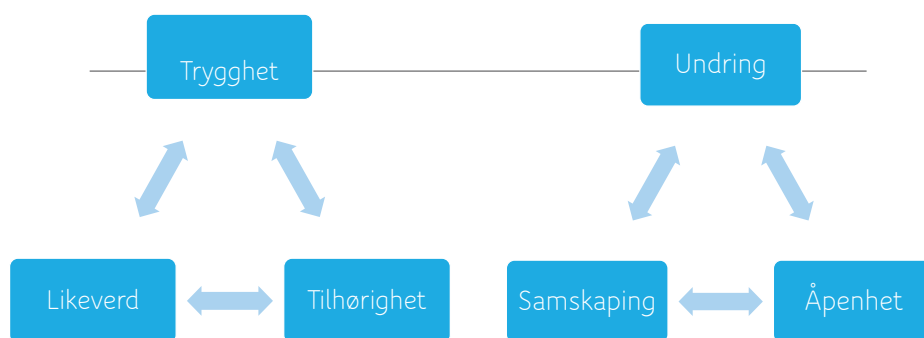 Trygghet
Undring
Likeverd
Tilhørighet
Samskaping
Åpenhet